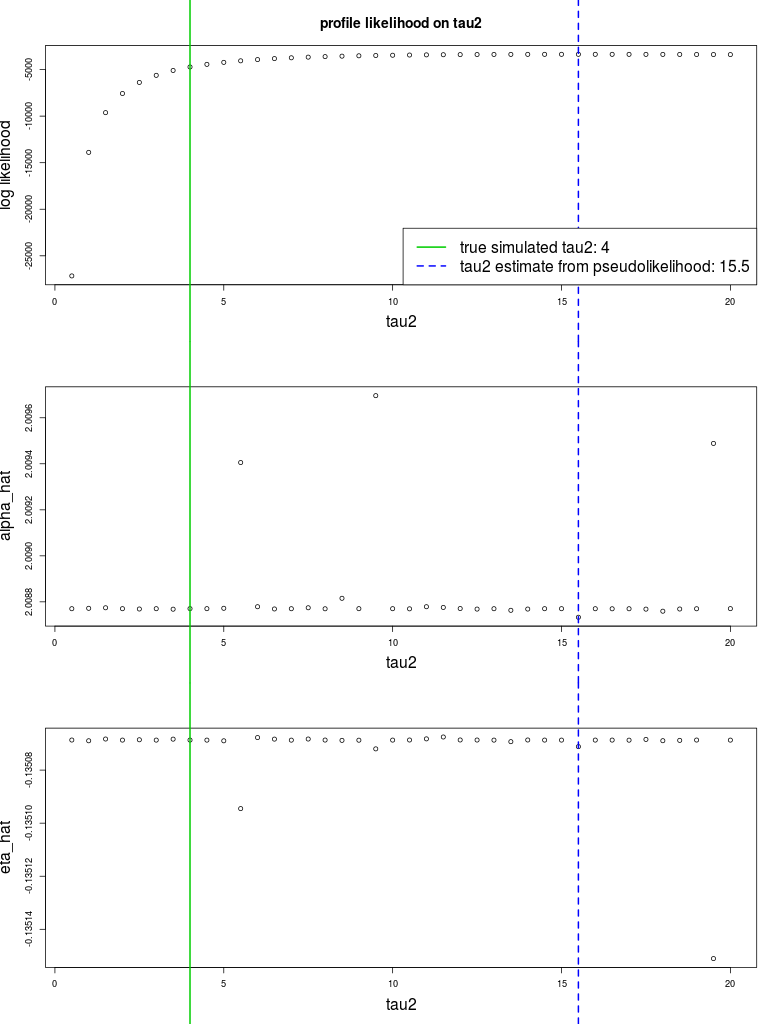 profile likelihood on tau2
log likelihood
-5000
-10000
-15000
-20000
-25000
true simulated tau2: 4
tau2 estimate from pseudolikelihood: 15.5
0 5 10 15 20
tau2
alpha_hat
2.0096
2.0094
2.0092
2.0090
2.0088
0 5 10 15 20
tau2
eta_hat
-0.13508
-0.13510
-0.13512
-0.13514
0 5 10 15 20
tau2